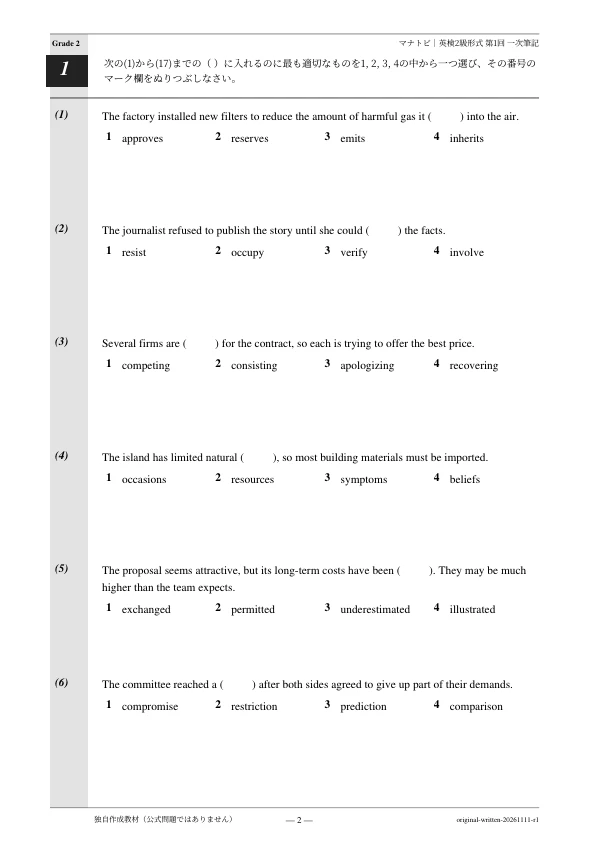 Grade 2
マナトビ｜英検2級形式 第1回 一次筆記
1
次の(1)から(17)までの（ ）に入れるのに最も適切なものを1, 2, 3, 4の中から一つ選び、その番号の
マーク欄をぬりつぶしなさい。
(1)
The factory installed new filters to reduce the amount of harmful gas it ( ) into the air.
1 approves 2 reserves 3 emits 4 inherits
(2)
The journalist refused to publish the story until she could ( ) the facts.
1 resist 2 occupy 3 verify 4 involve
(3)
Several firms are ( ) for the contract, so each is trying to offer the best price.
1 competing 2 consisting 3 apologizing 4 recovering
(4)
The island has limited natural ( ), so most building materials must be imported.
1 occasions 2 resources 3 symptoms 4 beliefs
(5)
The proposal seems attractive, but its long-term costs have been ( ). They may be much
higher than the team expects.
1 exchanged 2 permitted 3 underestimated 4 illustrated
(6)
The committee reached a ( ) after both sides agreed to give up part of their demands.
1 compromise 2 restriction 3 prediction 4 comparison
独自作成教材（公式問題ではありません）
— 2 —
original-written-20261111-r1